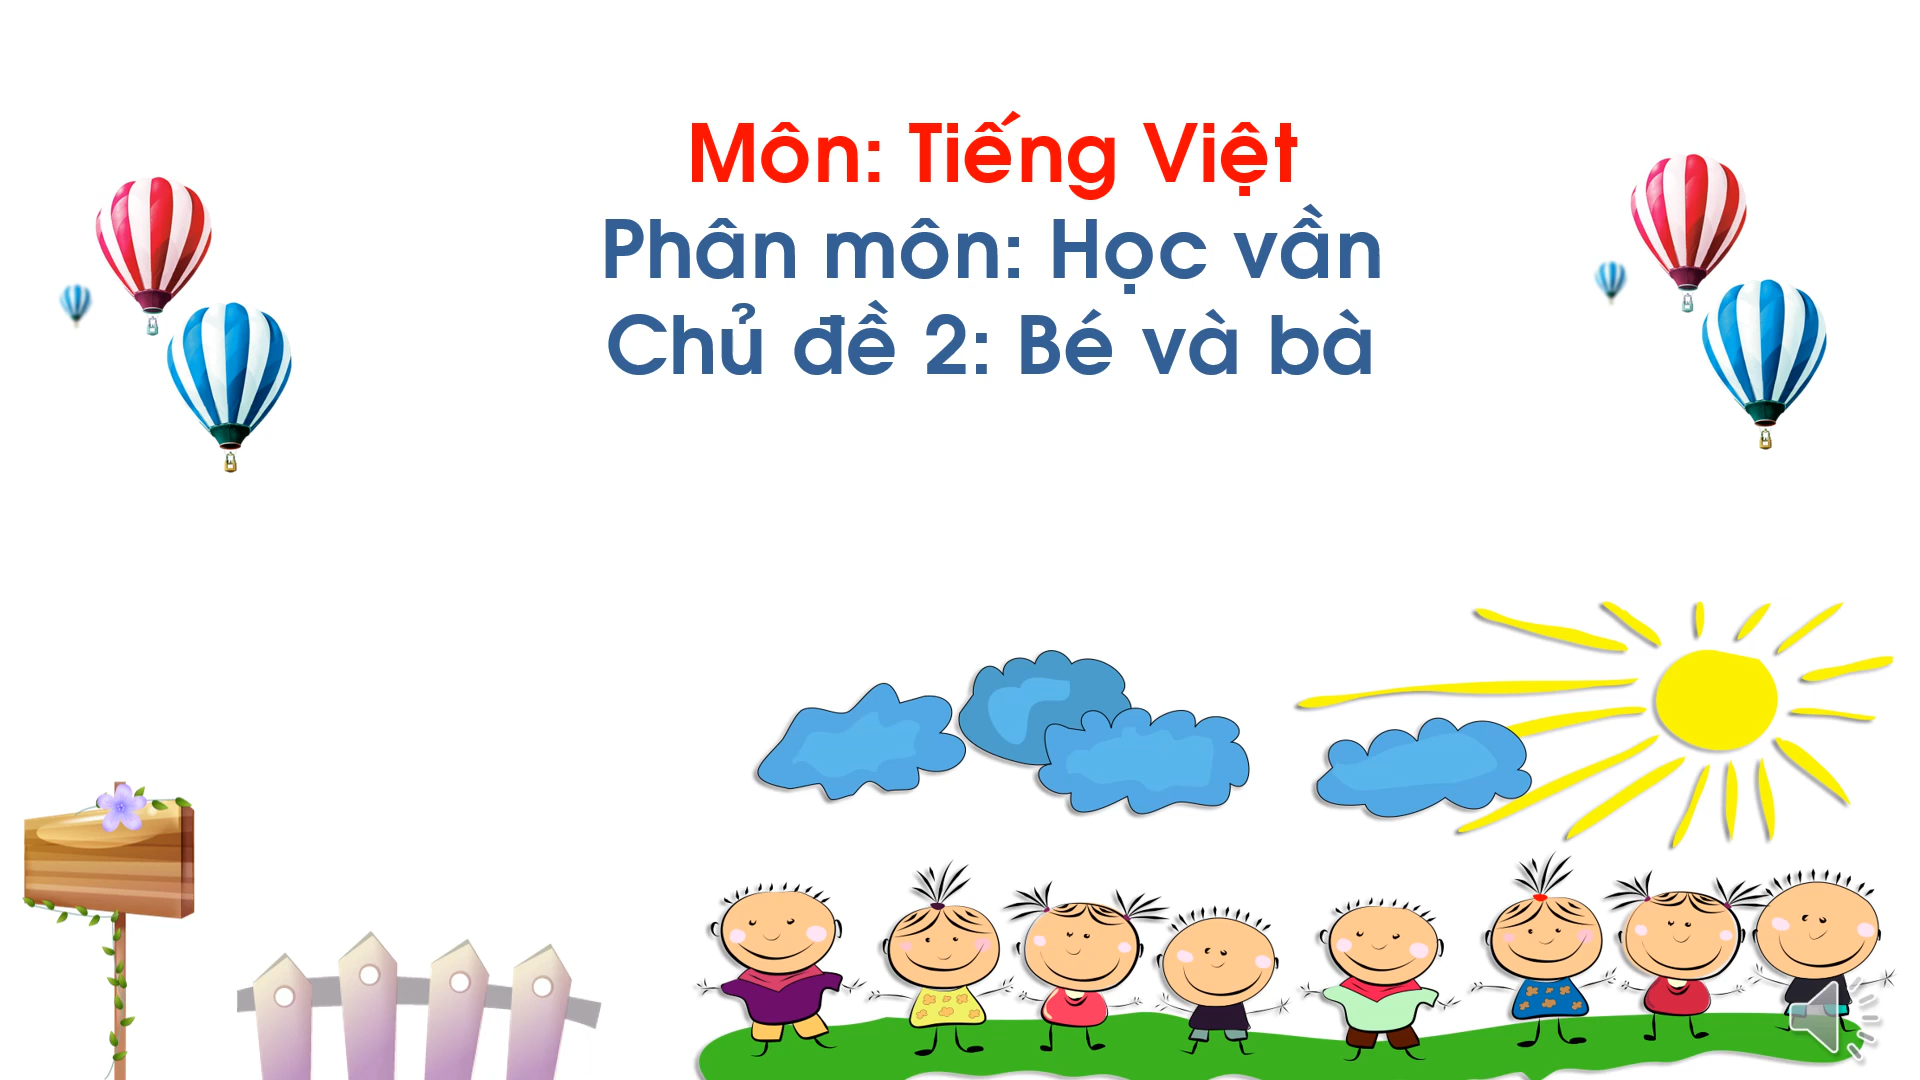 Môn: Tiếng Việt
Phân môn: Học vần
Chủ đề 2: Bé và bà